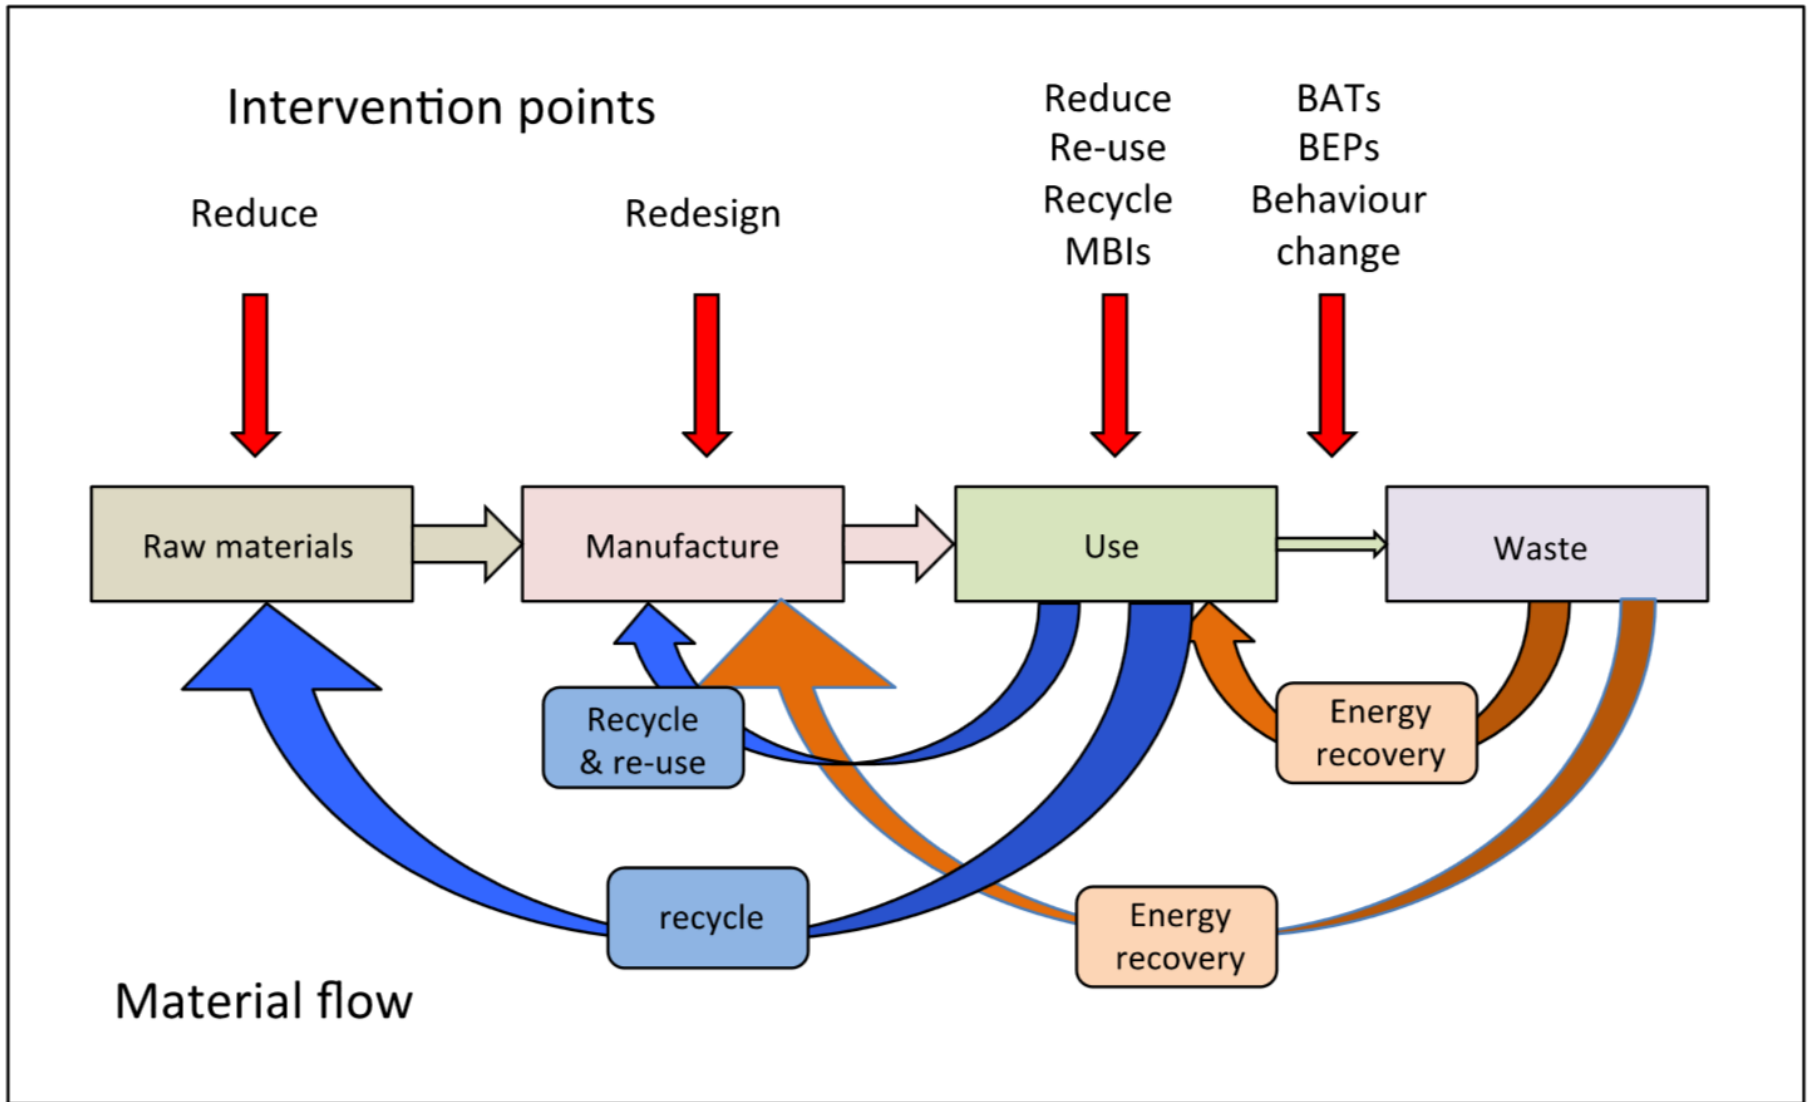 Intervention points
Reduce
Redesign
Reduce
Re-use
Recycle
MBIs
BATs
BEPs
Behaviour
change
Raw materials
Manufacture
Use
Waste
Recycle
& re-use
Energy
recovery
recycle
Energy
recovery
Material flow